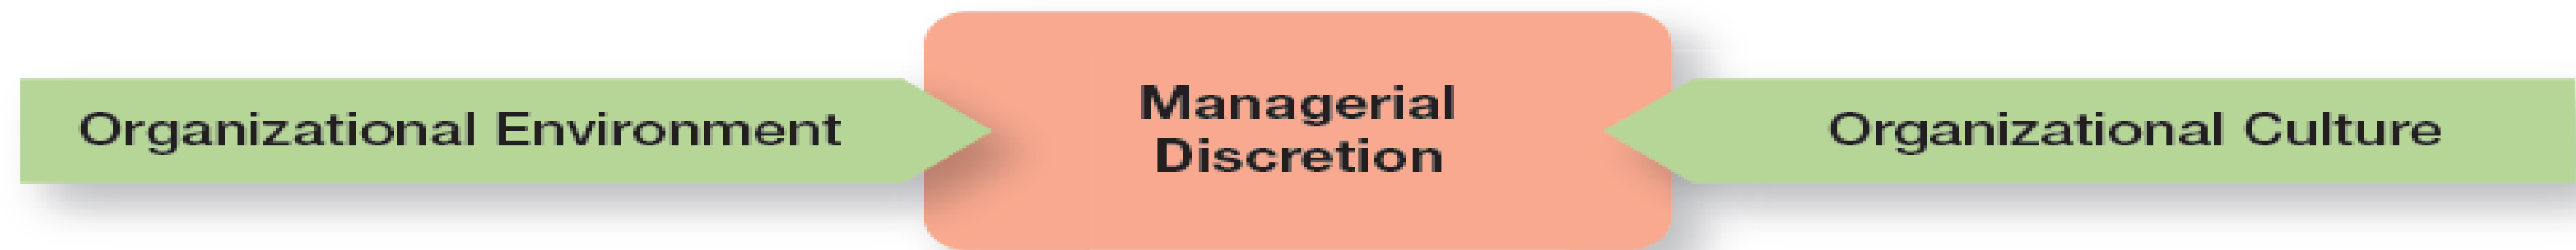 Organizational Environment
Managerial
Discretion
Organizational Culture